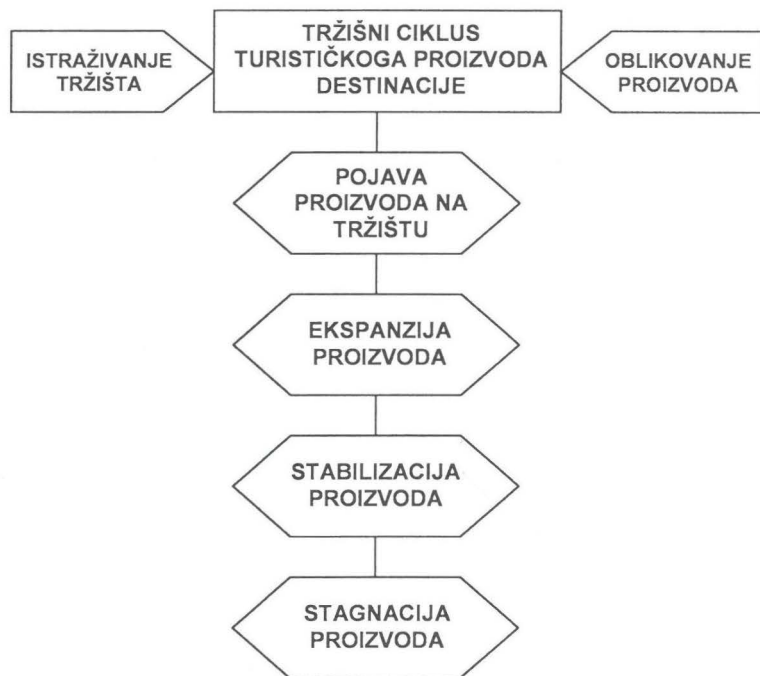 ISTRAŽIVANJE
TRŽIŠTA
TRŽIŠNI CIKLUS
TURISTIČKOGA PROIZVODA
DESTINACIJE
OBLIKOVANJE
PROIZVODA
POJAVA
PROIZVODA NA
TRŽIŠTU
EKSPANZIJA
PROIZVODA
STABILIZACIJA
PROIZVODA
STAGNACIJA
PROIZVODA